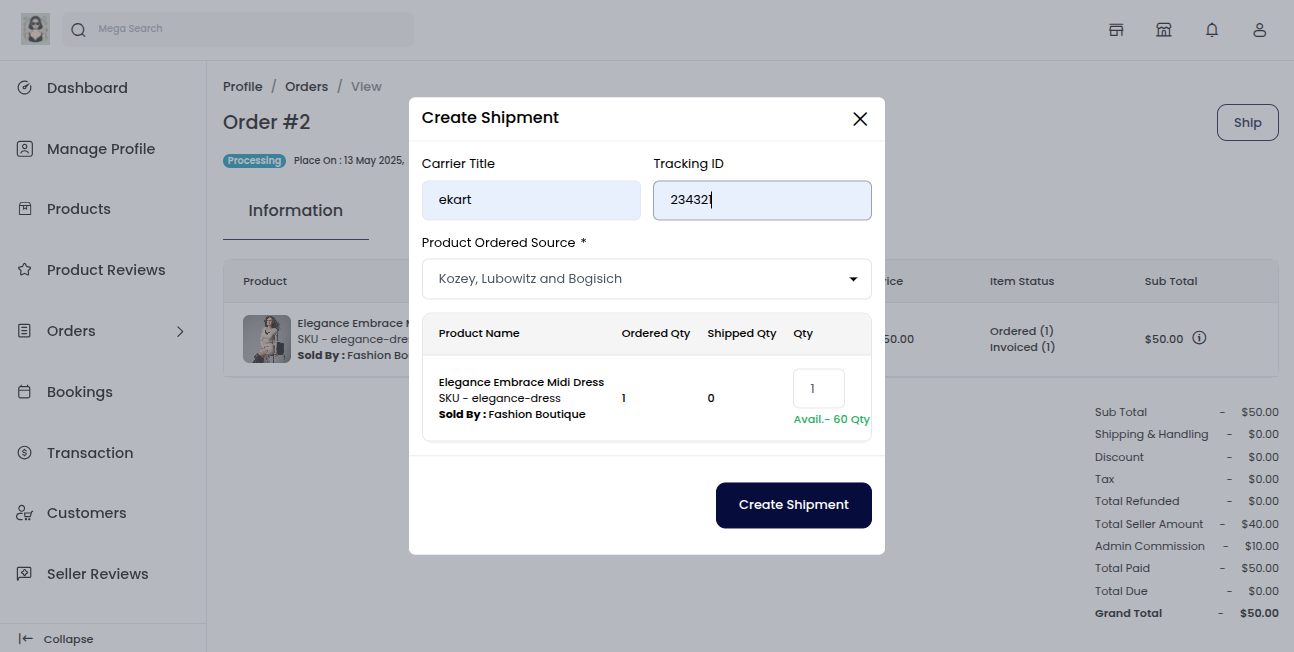 Mega Search
Dashboard
Manage Profile
Products
Product Reviews
Orders
Bookings
Transaction
Customers
Seller Reviews
Collapse
Profile / Orders / View
Order #2
Ship
Processing Place On : 13 May 2025,
Information
Product Item Status Sub Total
Elegance Embrace
SKU - elegance-dre
Sold By : Fashion Bo
Ordered (1)
Invoiced (1)
$50.00
Create Shipment
Carrier Title Tracking ID
ekart 234321
Product Ordered Source *
Kozey, Lubowitz and Bogisich
Product Name Ordered Qty Shipped Qty Qty
Elegance Embrace Midi Dress
SKU - elegance-dress
Sold By : Fashion Boutique
1 0 1
Avail.- 60 Qty
Create Shipment
Sub Total - $50.00
Shipping & Handling - $0.00
Discount - $0.00
Tax - $0.00
Total Refunded - $0.00
Total Seller Amount - $40.00
Admin Commission - $10.00
Total Paid - $50.00
Total Due - $0.00
Grand Total - $50.00